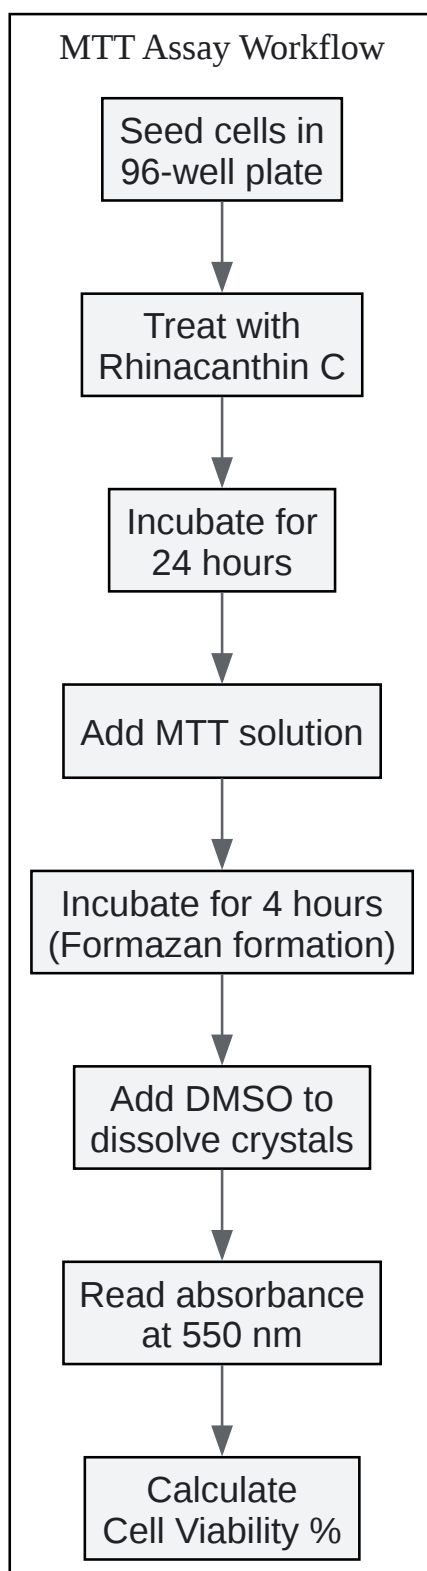 MTT Assay Workflow
Seed cells in
96-well plate
Treat with
Rhinacanthin C
Incubate for
24 hours
Add MTT solution
Incubate for 4 hours
(Formazan formation)
Add DMSO to
dissolve crystals
Read absorbance
at 550 nm
Calculate
Cell Viability %